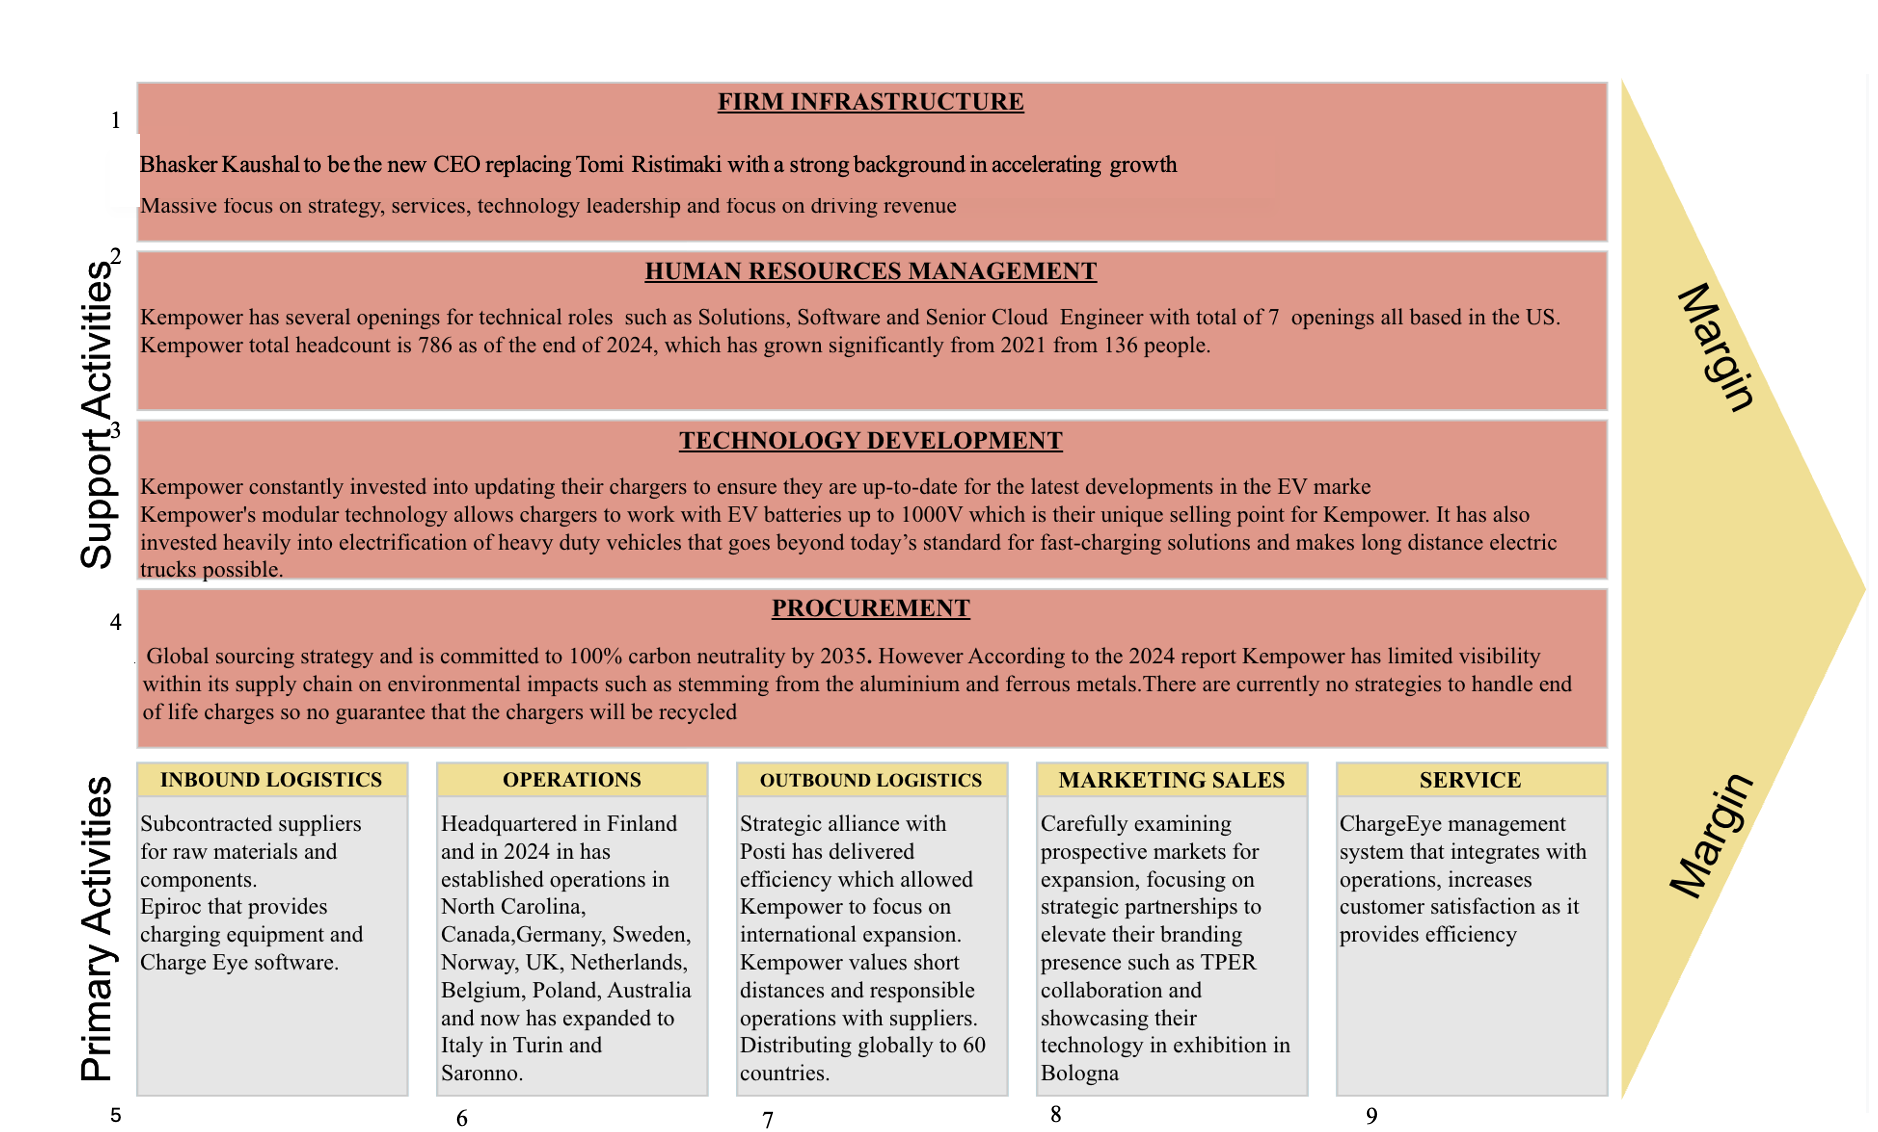 FIRM INFRASTRUCTURE
1
Bhasker Kaushal to be the new CEO replacing Tomi Ristimaki with a strong background in accelerating growth
Massive focus on strategy, services, technology leadership and focus on driving revenue
Support Activities
2
HUMAN RESOURCES MANAGEMENT
Kempower has several openings for technical roles such as Solutions, Software and Senior Cloud Engineer with total of 7 openings all based in the US.
Kempower total headcount is 786 as of the end of 2024, which has grown significantly from 2021 from 136 people.
Margin
3
TECHNOLOGY DEVELOPMENT
Kempower constantly invested into updating their chargers to ensure they are up-to-date for the latest developments in the EV marke
Kempower's modular technology allows chargers to work with EV batteries up to 1000V which is their unique selling point for Kempower. It has also
invested heavily into electrification of heavy duty vehicles that goes beyond today’s standard for fast-charging solutions and makes long distance electric
trucks possible.
4
PROCUREMENT
Global sourcing strategy and is committed to 100% carbon neutrality by 2035. However According to the 2024 report Kempower has limited visibility
within its supply chain on environmental impacts such as stemming from the aluminium and ferrous metals.There are currently no strategies to handle end
of life charges so no guarantee that the chargers will be recycled
Primary Activities
INBOUND LOGISTICS
Subcontracted suppliers
for raw materials and
components.
Epiroc that provides
charging equipment and
Charge Eye software.
5
OPERATIONS
Headquartered in Finland
and in 2024 in has
established operations in
North Carolina,
Canada,Germany, Sweden,
Norway, UK, Netherlands,
Belgium, Poland, Australia
and now has expanded to
Italy in Turin and
Saronno.
6
OUTBOUND LOGISTICS
Strategic alliance with
Posti has delivered
efficiency which allowed
Kempower to focus on
international expansion.
Kempower values short
distances and responsible
operations with suppliers.
Distributing globally to 60
countries.
7
MARKETING SALES
Carefully examining
prospective markets for
expansion, focusing on
strategic partnerships to
elevate their branding
presence such as TPER
collaboration and
showcasing their
technology in exhibition in
Bologna
8
SERVICE
ChargeEye management
system that integrates with
operations, increases
customer satisfaction as it
provides efficiency
9
Margin